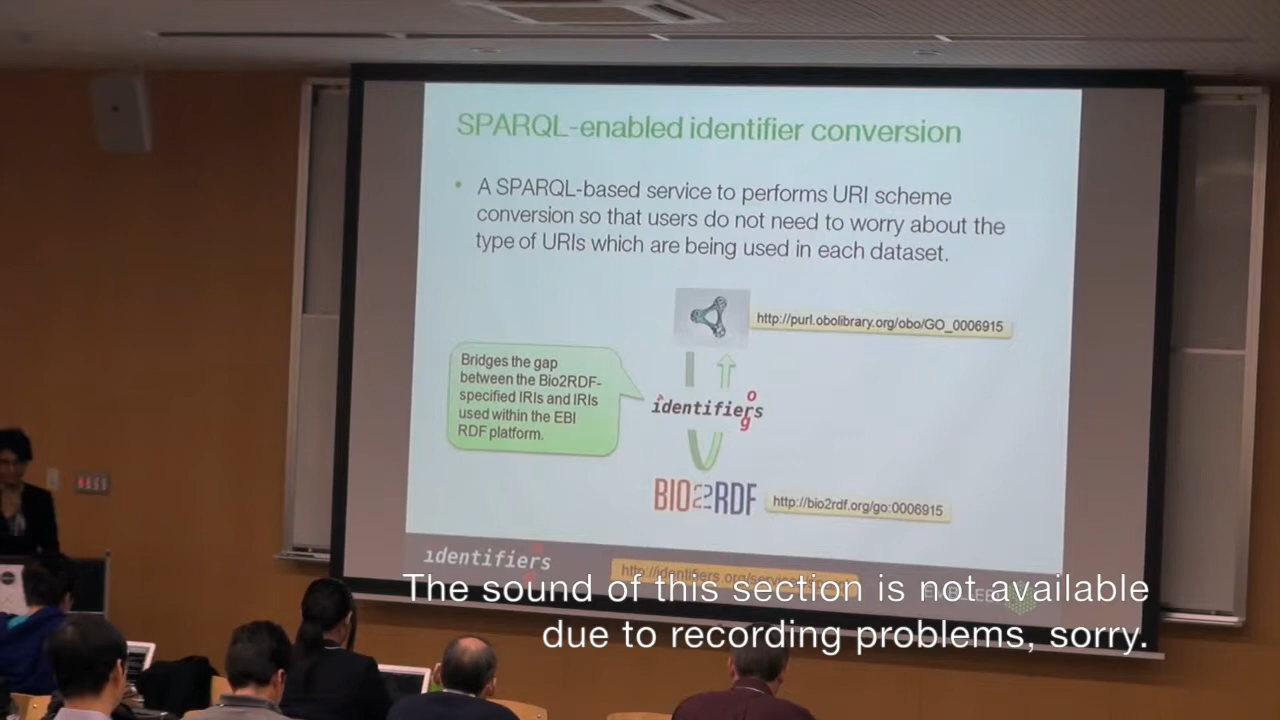 SPARQL-enabled identifier conversion
• A SPARQL-based service to performs URI scheme
conversion so that users do not need to worry about the
type of URIs which are being used in each dataset.
http://purl.obolibrary.org/obo/GO_0006915
Bridges the gap
between the Bio2RDF-
specified IRIs and IRIs
used within the EBI
RDF platform.
identifiers
org
BIO2RDF
http://bio2rdf.org/go:0006915
identifiers
http://identifiers.org/
The sound of this section is not available
due to recording problems, sorry.